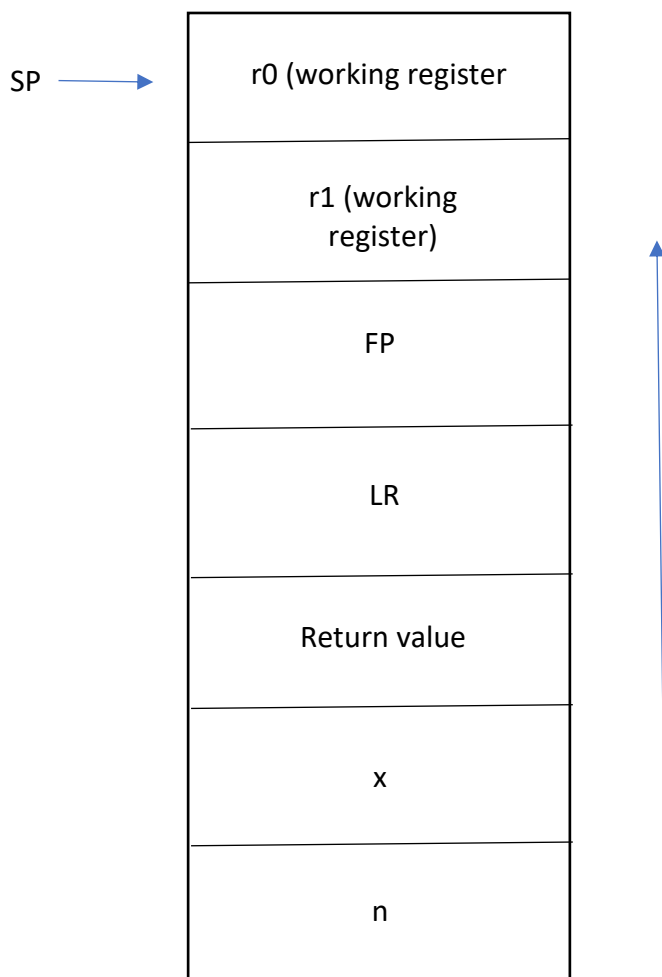 SP
r0 (working register
r1 (working
register)
FP
LR
Return value
x
n